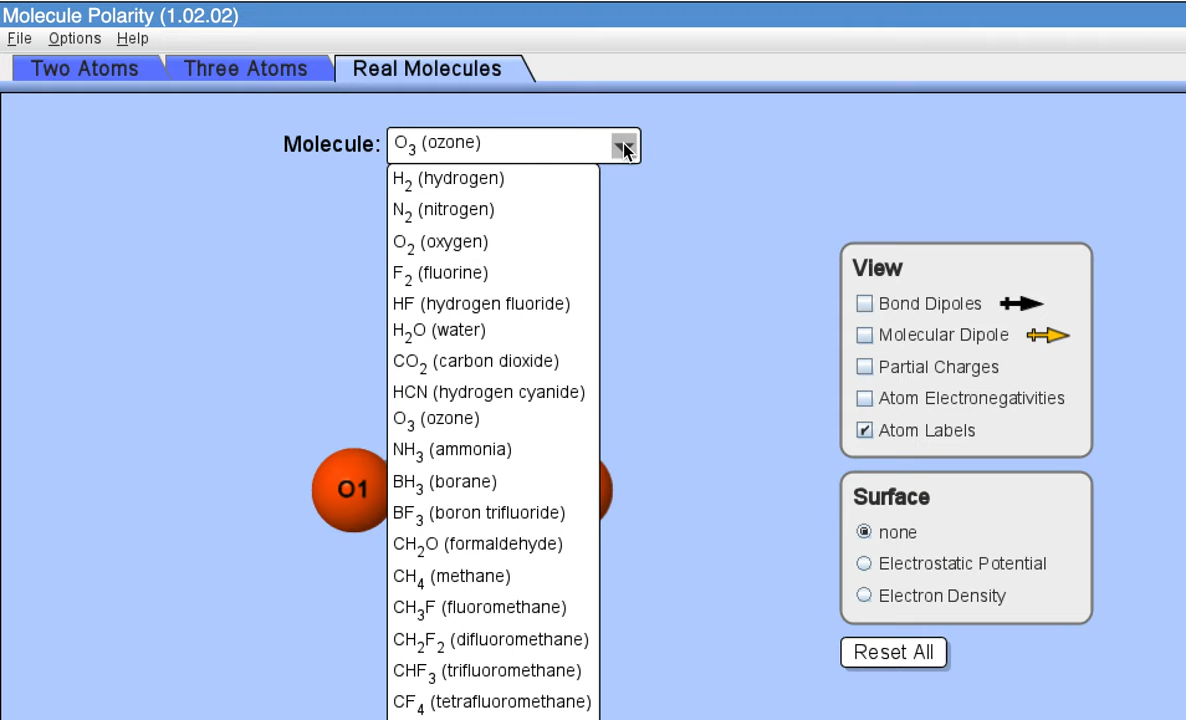 Molecule Polarity (1.02.02)
File Options Help
Two Atoms Three Atoms Real Molecules
Molecule: O3 (ozone)
H2 (hydrogen)
N2 (nitrogen)
O2 (oxygen)
F2 (fluorine)
HF (hydrogen fluoride)
H2O (water)
CO2 (carbon dioxide)
HCN (hydrogen cyanide)
O3 (ozone)
NH3 (ammonia)
BH3 (borane)
BF3 (boron trifluoride)
CH2O (formaldehyde)
CH4 (methane)
CH3F (fluoromethane)
CH2F2 (difluoromethane)
CHF3 (trifluoromethane)
CF4 (tetrafluoromethane)
O1
View
Bond Dipoles
Molecular Dipole
Partial Charges
Atom Electronegativities
Atom Labels
Surface
none
Electrostatic Potential
Electron Density
Reset All